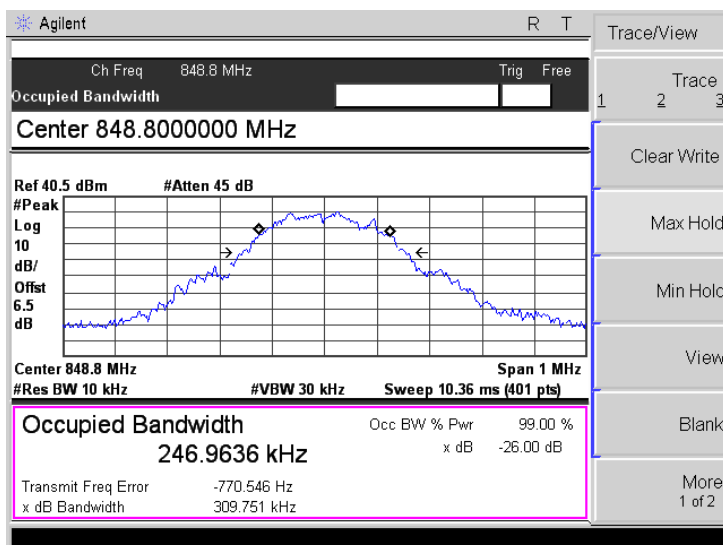 Agilent R T
Ch Freq 848.8 MHz Trig Free
Occupied Bandwidth
Center 848.8000000 MHz
Ref 40.5 dBm #Atten 45 dB
#Peak
Log
10
dB/
Offst
6.5
dB
Center 848.8 MHz Span 1 MHz
#Res BW 10 kHz #VBW 30 kHz Sweep 10.36 ms (401 pts)
Occupied Bandwidth Occ BW % Pwr 99.00 %
246.9636 kHz x dB -26.00 dB
Transmit Freq Error -770.546 Hz
x dB Bandwidth 309.751 kHz
Trace/View
Trace
1 2 3
Clear Write
Max Hold
Min Hold
View
Blank
More
1 of 2